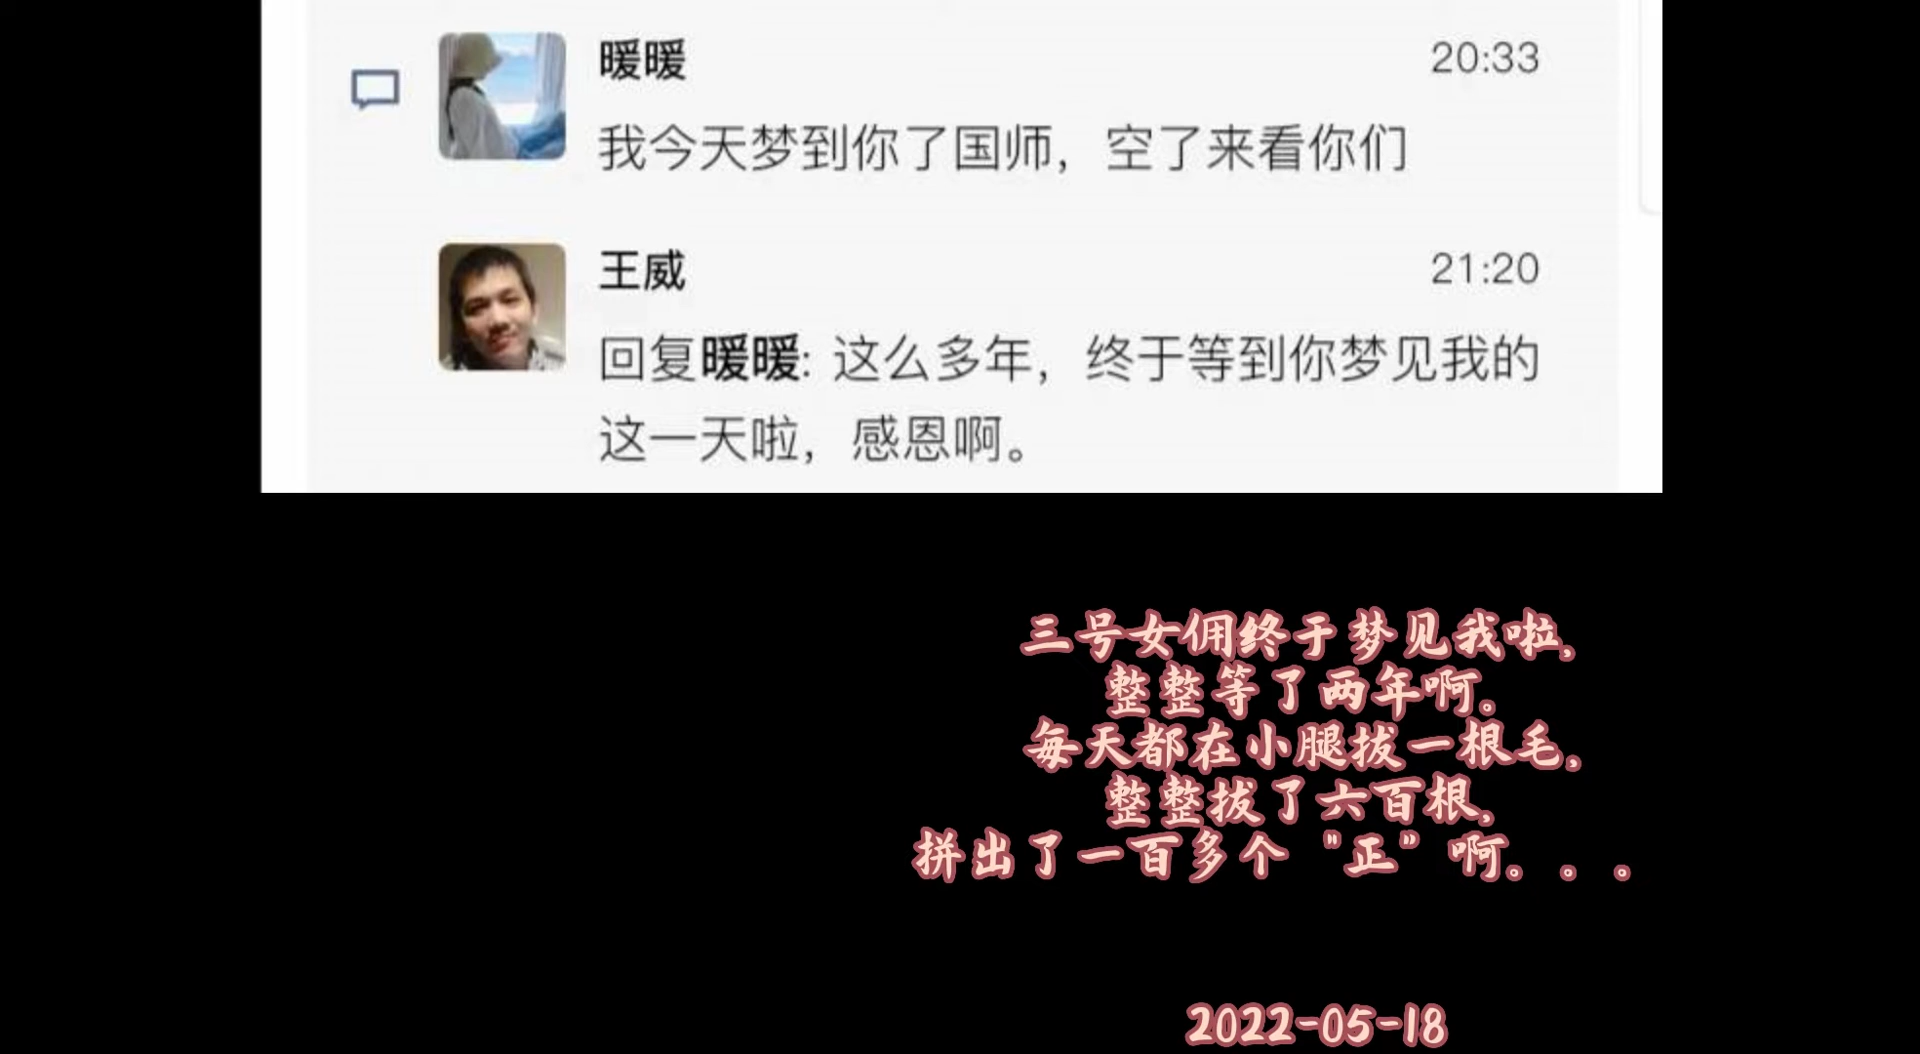 暖暖 20:33
我今天梦到你了国师，空了来看你们
王威 21:20
回复暖暖: 这么多年，终于等到你梦见我的
这一天啦，感恩啊。
三号女佣终于梦见我啦，
整整等了两年啊。
每天都在小腿拔一根毛，
整整拔了六百根，
拼出了一百多个“正”啊。。。
2022-05-18